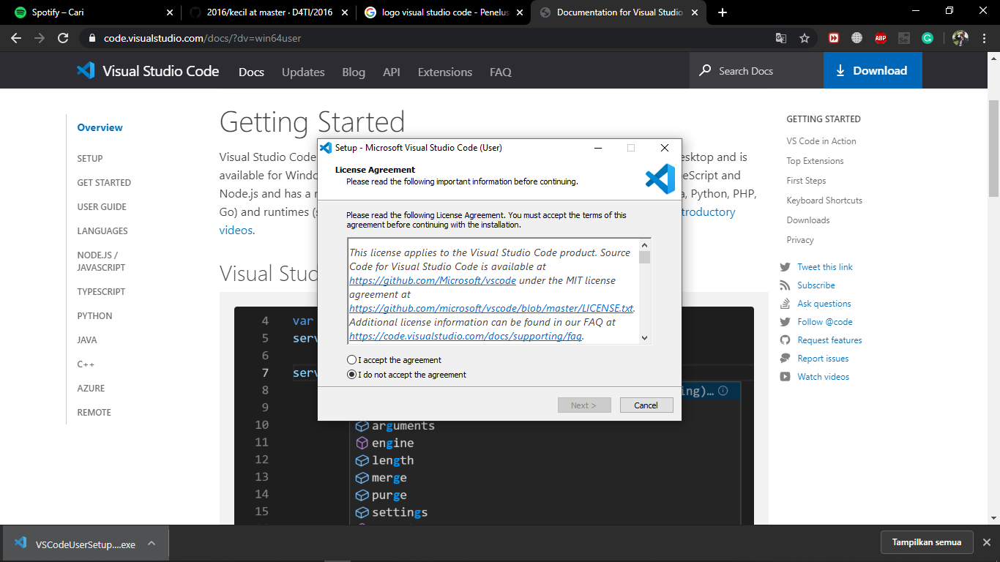 Spotify – Cari
2016/kecil at master · D4TI/2016
logo visual studio code - Penelus
Documentation for Visual Studio
code.visualstudio.com/docs/?dv=win64user
ABP
Visual Studio Code
Docs
Updates
Blog
API
Extensions
FAQ
Search Docs
Download
Overview
SETUP
GET STARTED
USER GUIDE
LANGUAGES
NODE.JS /
JAVASCRIPT
TYPESCRIPT
PYTHON
JAVA
C++
AZURE
REMOTE
Getting Started
Visual Studio Code
esktop and is
available for Windo
eScript and
Node.js and has a
, Python, PHP,
Go) and runtimes (s
troductory
videos.
Visual Stud
4 var
5 serv
6
7 serv
8
ing)...
9
10 arguments
11 engine
12 length
13 merge
14 purge
15 settings
Setup - Microsoft Visual Studio Code (User)
License Agreement
Please read the following important information before continuing.
Please read the following License Agreement. You must accept the terms of this
agreement before continuing with the installation.
This license applies to the Visual Studio Code product. Source
Code for Visual Studio Code is available at
https://github.com/Microsoft/vscode under the MIT license
agreement at
https://github.com/microsoft/vscode/blob/master/LICENSE.txt.
Additional license information can be found in our FAQ at
https://code.visualstudio.com/docs/supporting/faq.
I accept the agreement
I do not accept the agreement
Next >
Cancel
GETTING STARTED
VS Code in Action
Top Extensions
First Steps
Keyboard Shortcuts
Downloads
Privacy
Tweet this link
Subscribe
Ask questions
Follow @code
Request features
Report issues
Watch videos
VSCodeUserSetup....exe
Tampilkan semua